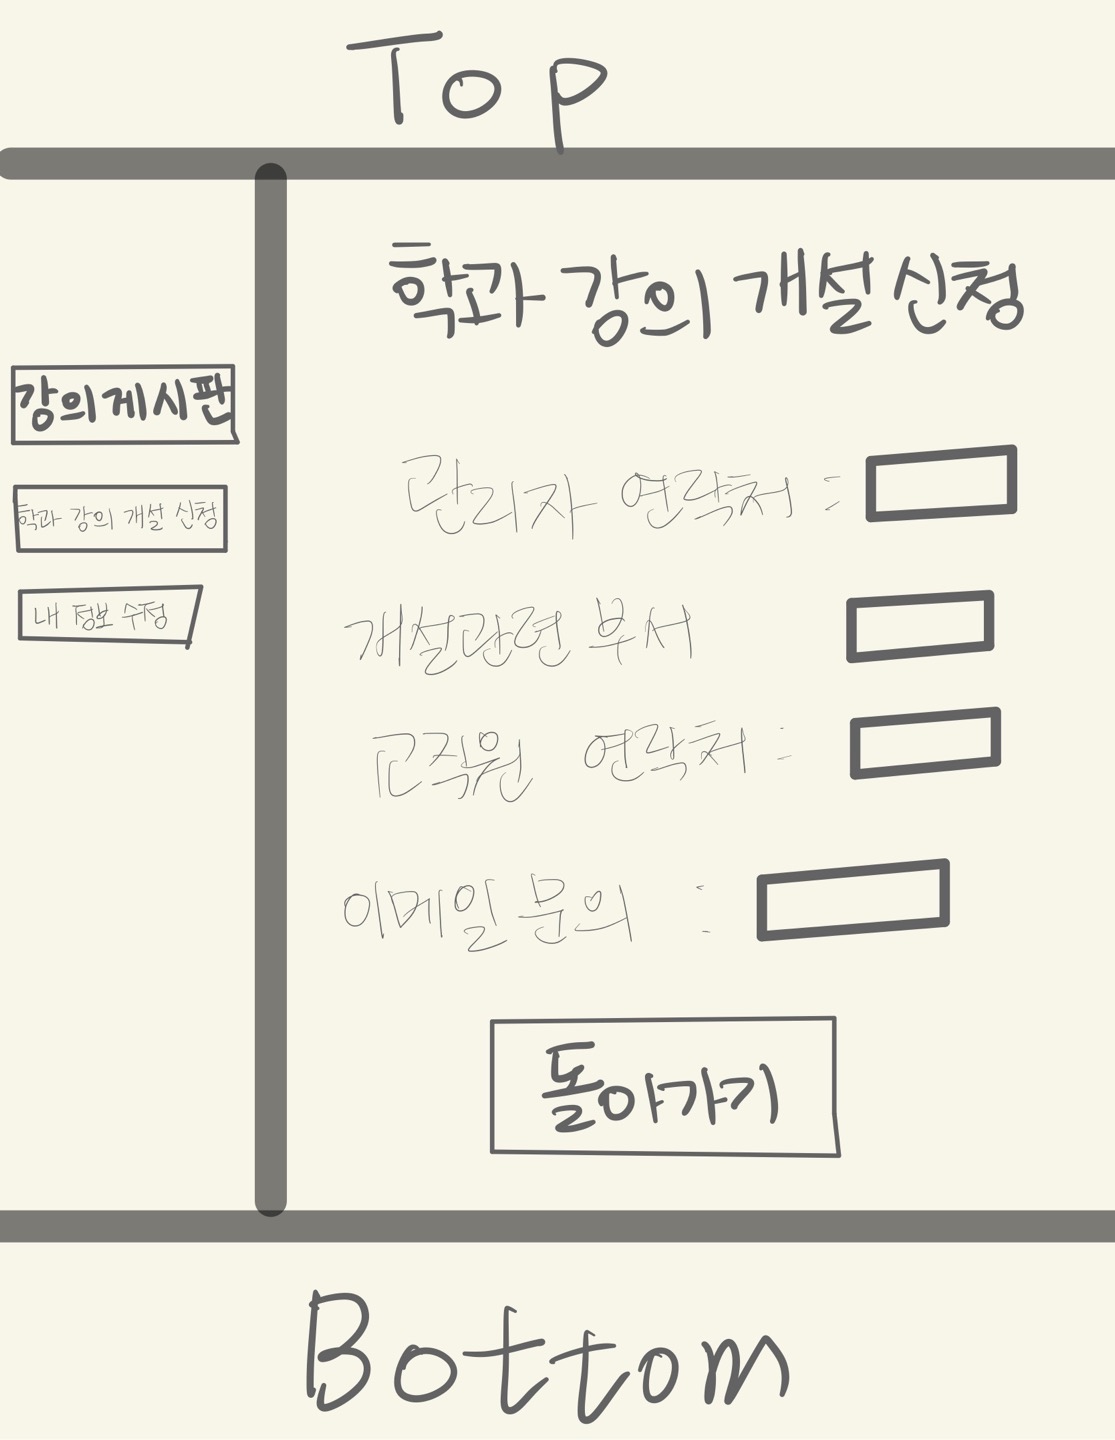 Top
학과 강의 개설 신청
강의게시판
학과 강의 개설 신청
내 정보 수정
관리자 연락처 :
개설관련 부서
교직원 연락처 :
이메일 문의 :
돌아가기
Bottom